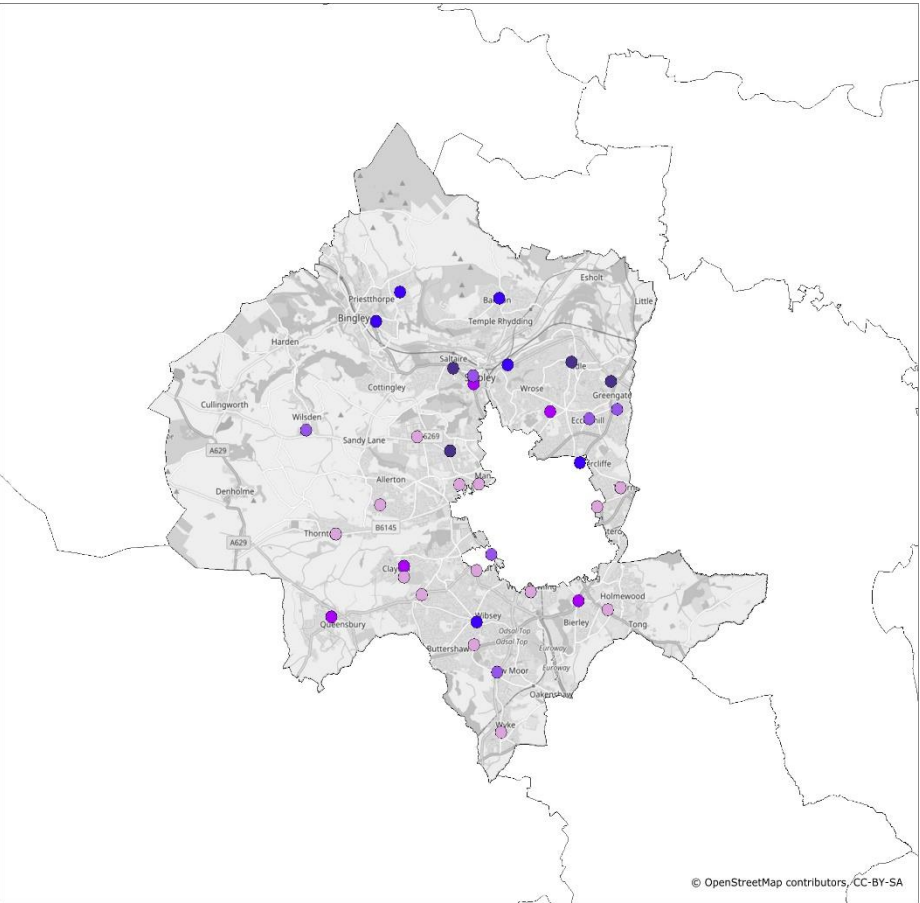 Esholt
Priestthorpe
Little
Bingley
Temple Rhydding
Harden
Saltaire
Cottingley
Wrose
Greengate
Cullingworth
Wilsden
Sandy Lane
A629
Allerton
Denholme
B6145
A629
Holmewood
Queensbury
Bierley
Tong
Wibsey
Odsal Top
Buttershaw
Odsal Top
Euroway
Euroway
Oakenshaw
Wyke
© OpenStreetMap contributors, CC-BY-SA